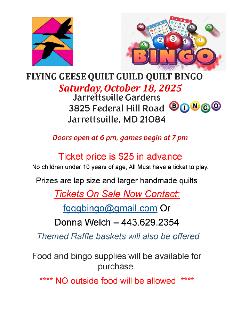 BINGO
FLYING GEESE QUILT GUILD QUILT BINGO
Saturday, October 18, 2025
Jarrettsville Gardens
3825 Federal Hill Road BINGO
Jarrettsville, MD 21084
Doors open at 6 pm, games begin at 7 pm
Ticket price is $25 in advance
No children under 10 years of age, All Must have a ticket to play.
Prizes are lap size and larger handmade quilts
Tickets On Sale Now Contact:
fgqgbingo@gmail.com Or
Donna Welch – 443.629.2354
Themed Raffle baskets will also be offered
Food and bingo supplies will be available for
purchase
**** NO outside food will be allowed ****